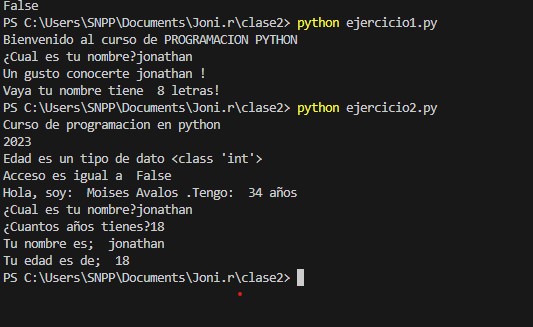 False
PS C:\Users\SNPP\Documents\Joni.r\clase2> python ejercicio1.py
Bienvenido al curso de PROGRAMACION PYTHON
¿Cual es tu nombre?jonathan
Un gusto conocerte jonathan !
Vaya tu nombre tiene  8 letras!
PS C:\Users\SNPP\Documents\Joni.r\clase2> python ejercicio2.py
Curso de programacion en python
2023
Edad es un tipo de dato <class 'int'>
Acceso es igual a  False
Hola, soy:  Moises Avalos .Tengo:  34 años
¿Cual es tu nombre?jonathan
¿Cuantos años tienes?18
Tu nombre es;  jonathan
Tu edad es de;  18
PS C:\Users\SNPP\Documents\Joni.r\clase2>